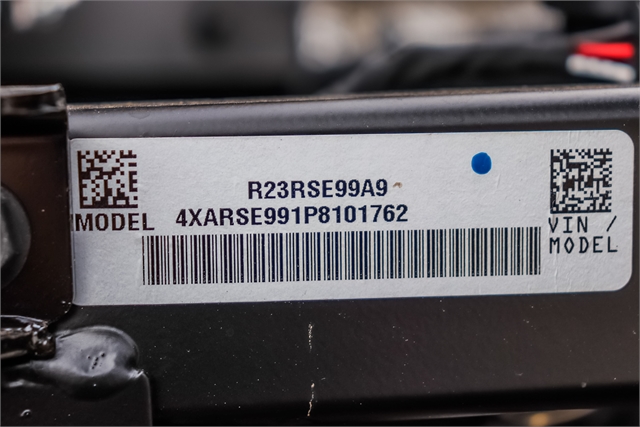 R23RSE99A9
MODEL 4XARSE991P8101762
VIN /
MODEL